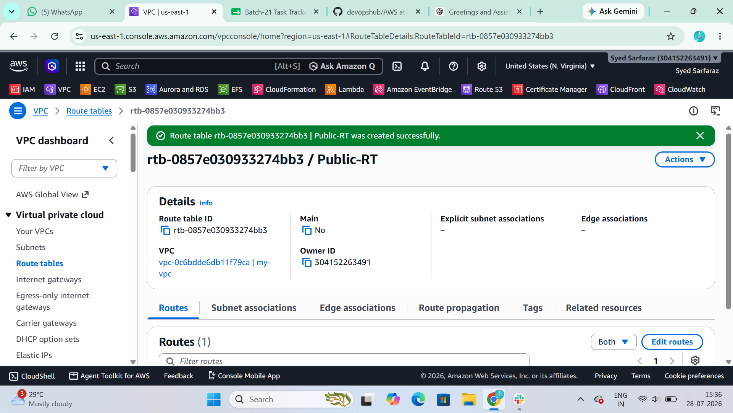 (5) WhatsApp
VPC | us-east-1
Batch-21 Task Tracke
devopshub/AWS at
Greetings and Assis
Ask Gemini
us-east-1.console.aws.amazon.com/vpcconsole/home?region=us-east-1#RouteTableDetails:RouteTableId=rtb-0857e030933274bb3
aws
Search
[Alt+S]
Ask Amazon Q
United States (N. Virginia)
Syed Sarfaraz (304152263491)
Syed Sarfaraz
IAM
VPC
EC2
S3
Aurora and RDS
EFS
CloudFormation
Lambda
Amazon EventBridge
Route 53
Certificate Manager
CloudFront
CloudWatch
VPC
Route tables
rtb-0857e030933274bb3
VPC dashboard
Filter by VPC
AWS Global View
Virtual private cloud
Your VPCs
Subnets
Route tables
Internet gateways
Egress-only internet
gateways
Carrier gateways
DHCP option sets
Elastic IPs
Route table rtb-0857e030933274bb3 | Public-RT was created successfully.
rtb-0857e030933274bb3 / Public-RT
Actions
Details Info
Route table ID
rtb-0857e030933274bb3
Main
No
Explicit subnet associations
–
Edge associations
–
VPC
vpc-0c6bdde6db11f79ca | my-
vpc
Owner ID
304152263491
Routes
Subnet associations
Edge associations
Route propagation
Tags
Related resources
Routes (1)
Both
Edit routes
Filter routes
1
CloudShell
Agent Toolkit for AWS
Feedback
Console Mobile App
© 2026, Amazon Web Services, Inc. or its affiliates.
Privacy
Terms
Cookie preferences
3
29°C
Mostly cloudy
Search
ENG
IN
15:36
28-07-2026